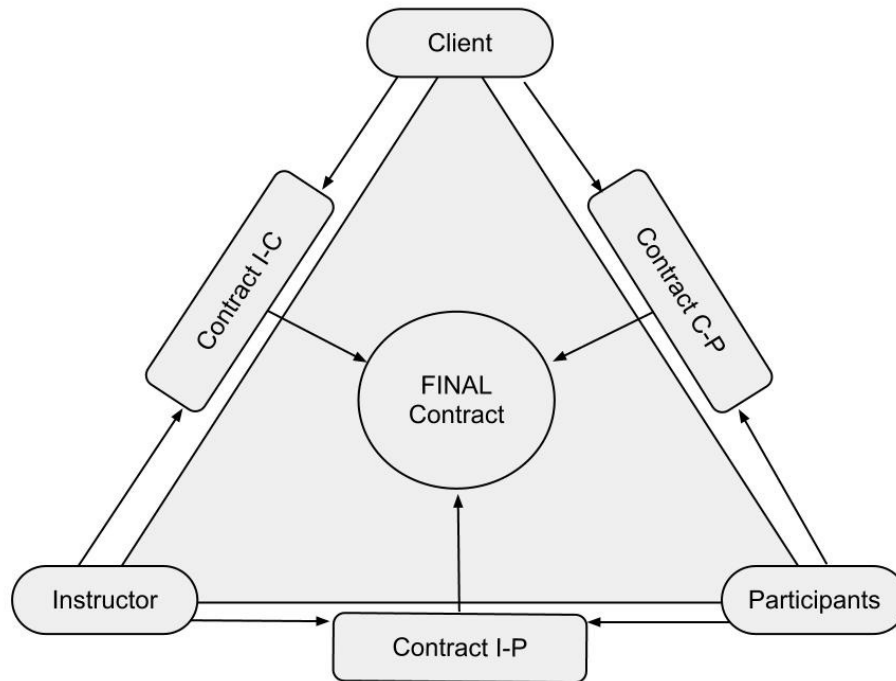 Client
Contract I-C
Contract C-P
FINAL
Contract
Instructor
Participants
Contract I-P